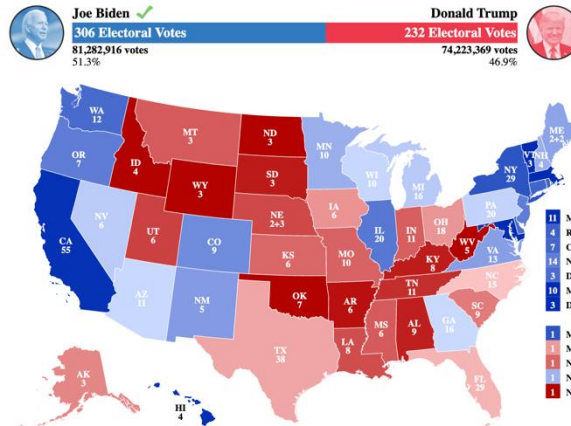 Joe Biden
Donald Trump
306 Electoral Votes
232 Electoral Votes
81,282,916 votes
74,223,369 votes
51.3%
46.9%
WA
12
OR
7
CA
55
NV
6
ID
4
MT
3
WY
3
UT
6
AZ
11
CO
9
NM
5
ND
3
SD
3
NE
2+3
KS
6
OK
7
TX
38
MN
10
IA
6
MO
10
AR
6
LA
8
WI
10
IL
20
MI
16
IN
11
OH
18
KY
8
TN
11
MS
6
AL
9
GA
16
FL
29
SC
9
NC
15
VA
13
WV
5
PA
20
NY
29
VT
3
NH
4
ME
2+2
AK
3
HI
4
11 M
4 R
7 C
14 N
3 D
10 M
3 D
1 M
1 M
1 N
1 N
1 N